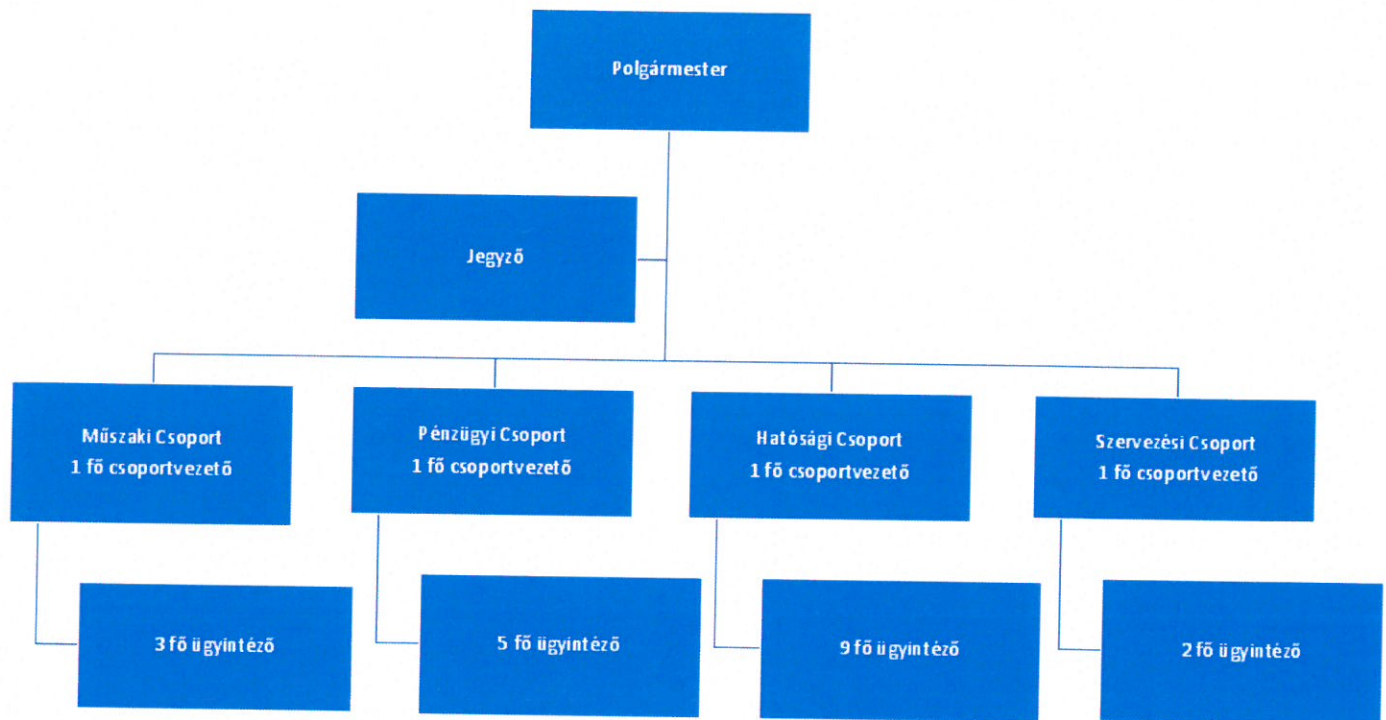 Polgármester
Jegyző
Műszaki Csoport
1 fő csoportvezető
Pénzügyi Csoport
1 fő csoportvezető
Hatósági Csoport
1 fő csoportvezető
Szervezési Csoport
1 fő csoportvezető
3 fő ügyintéző
5 fő ügyintéző
9 fő ügyintéző
2 fő ügyintéző